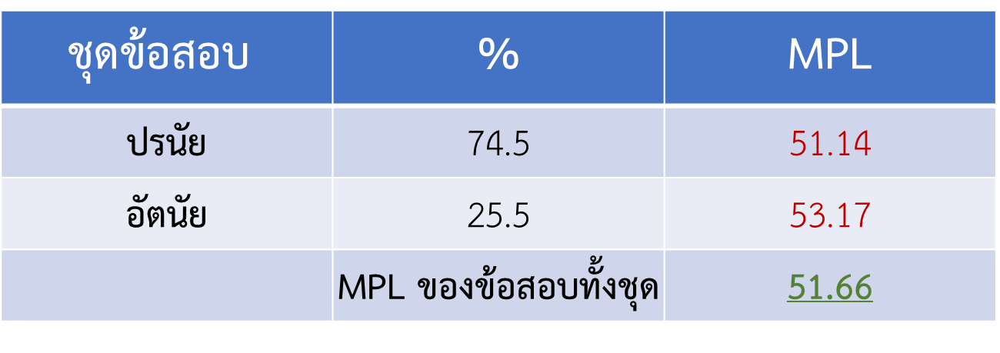 ชุดข้อสอบ % MPL
ปรนัย 74.5 51.14
อัตนัย 25.5 53.17
MPL ของข้อสอบทั้งชุด 51.66